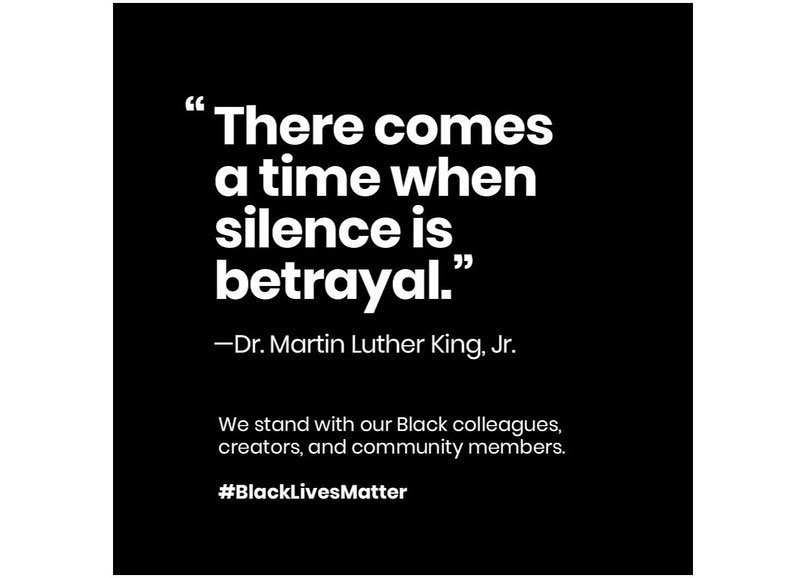 “There comes
a time when
silence is
betrayal.”
—Dr. Martin Luther King, Jr.
We stand with our Black colleagues,
creators, and community members.
#BlackLivesMatter